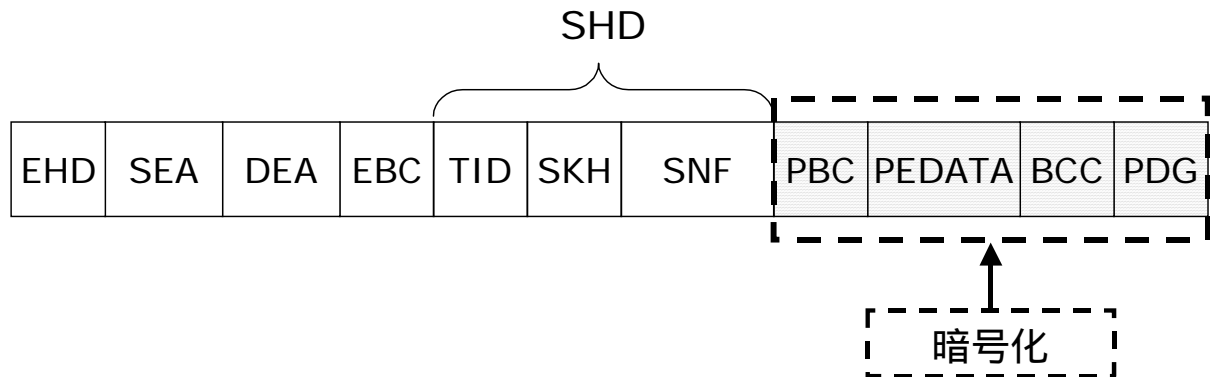 SHD
EHD SEA DEA EBC TID SKH SNF PBC PEDATA BCC PDG
暗号化